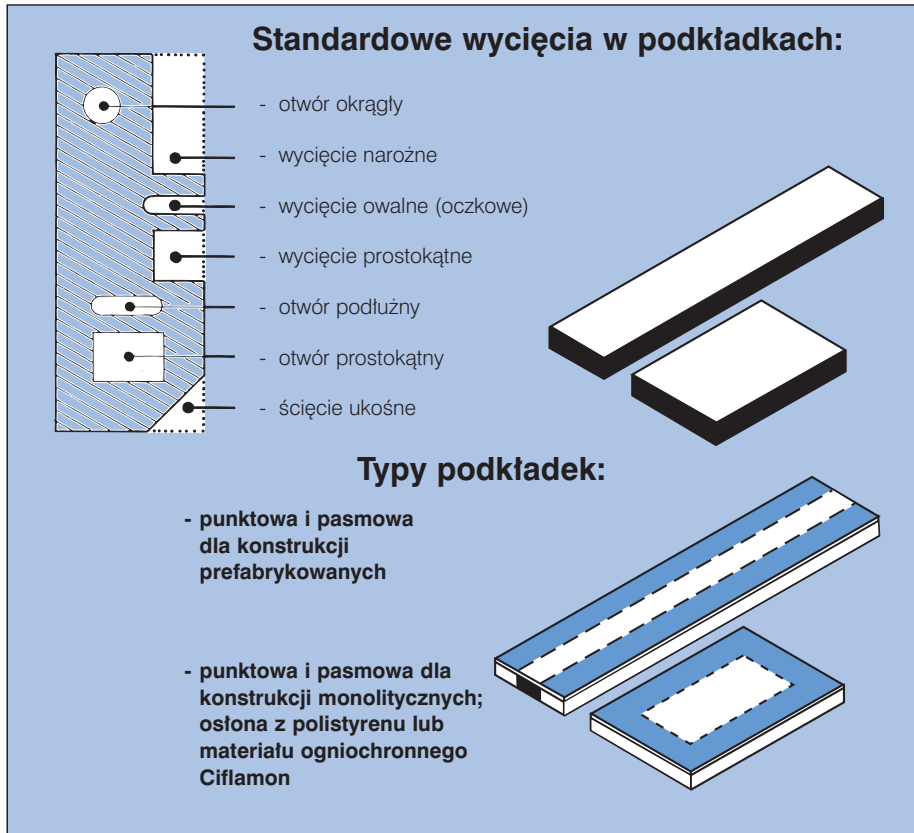 Standardowe wycięcia w podkładkach:
- otwór okrągły
- wycięcie narożne
- wycięcie owalne (oczkowe)
- wycięcie prostokątne
- otwór podłużny
- otwór prostokątny
- ścięcie ukośne
Typy podkładek:
- punktowa i pasmowa
dla konstrukcji
prefabrykowanych
- punktowa i pasmowa dla
konstrukcji monolitycznych;
osłona z polistyrenu lub
materiału ogniochronnego
Ciflamon